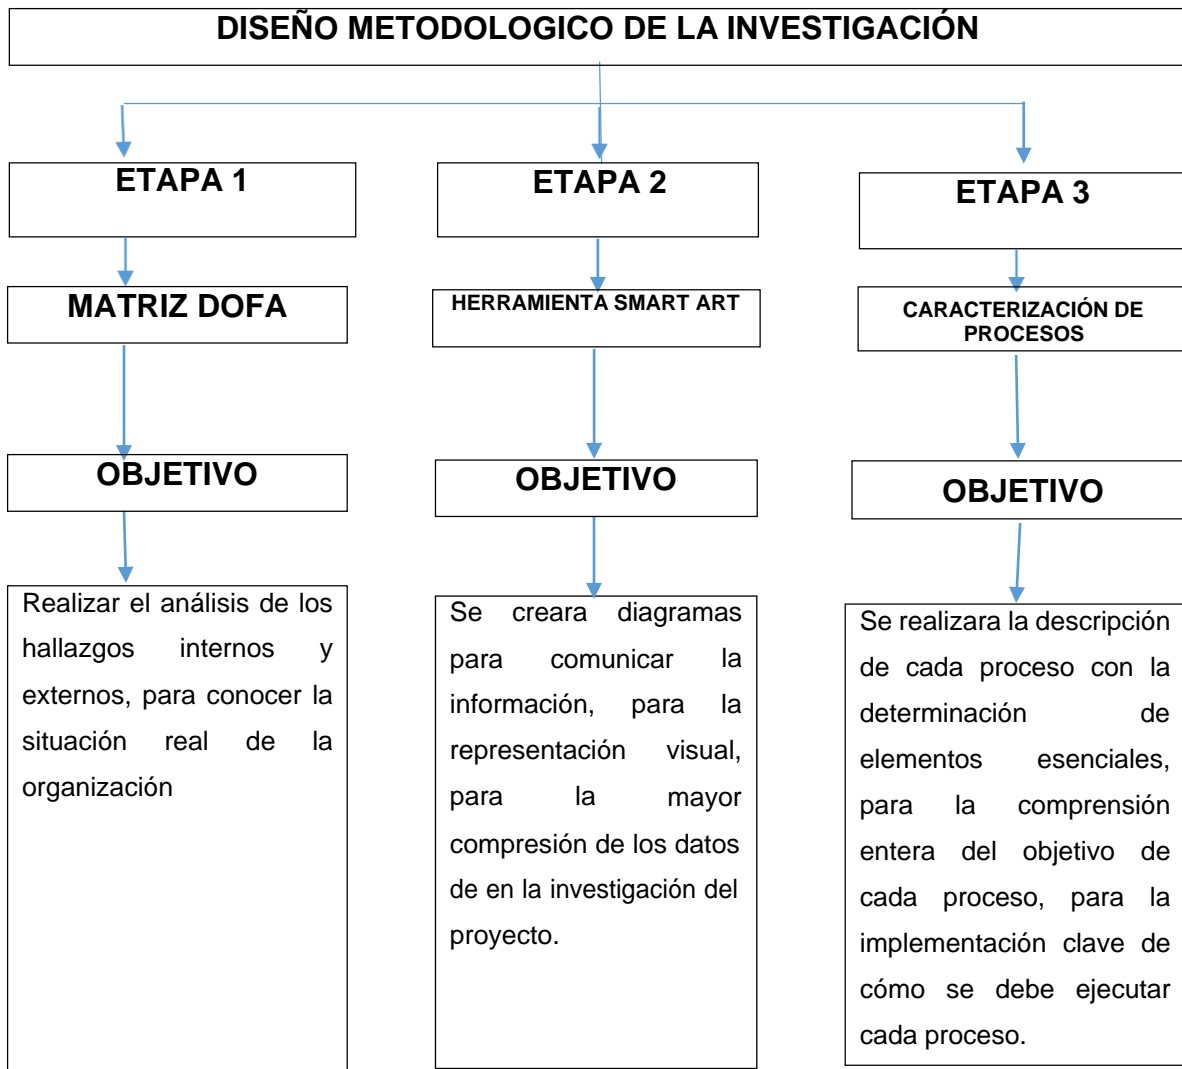 DISEÑO METODOLOGICO DE LA INVESTIGACIÓN
ETAPA 1
MATRIZ DOFA
OBJETIVO
Realizar el análisis de los
hallazgos internos y
externos, para conocer la
situación real de la
organización
ETAPA 2
HERRAMIENTA SMART ART
OBJETIVO
Se creara diagramas
para comunicar la
información, para la
representación visual,
para la mayor
compresión de los datos
de en la investigación del
proyecto.
ETAPA 3
CARACTERIZACIÓN DE
PROCESOS
OBJETIVO
Se realizara la descripción
de cada proceso con la
determinación de
elementos esenciales,
para la comprensión
entera del objetivo de
cada proceso, para la
implementación clave de
cómo se debe ejecutar
cada proceso.